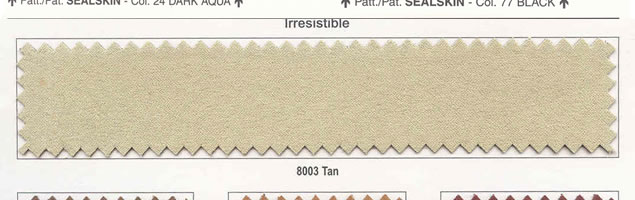 ↑ Patt./Pat. SEALSKIN - Col. 24 DARK AQUA ↑ ↑ Patt./Pat. SEALSKIN - Col. 77 BLACK ↑
Irresistible
8003 Tan